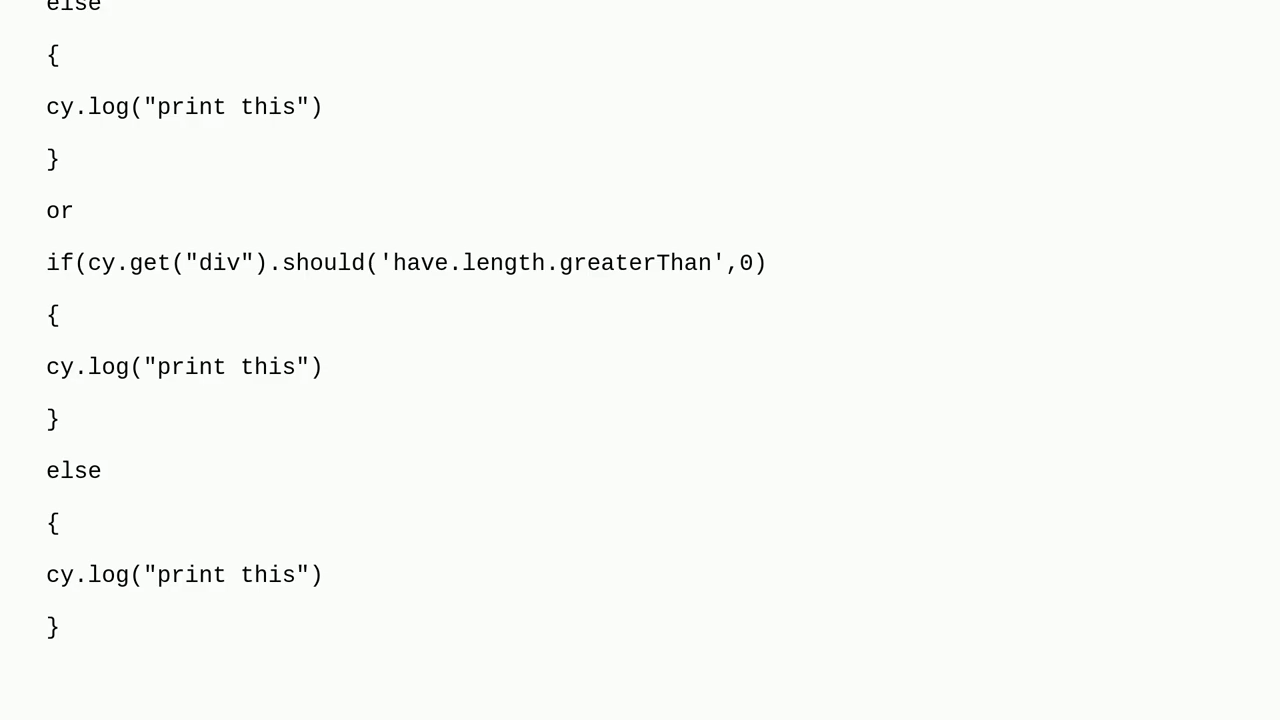 else
{
cy.log("print this")
}
or
if(cy.get("div").should('have.length.greaterThan',0)
{
cy.log("print this")
}
else
{
cy.log("print this")
}